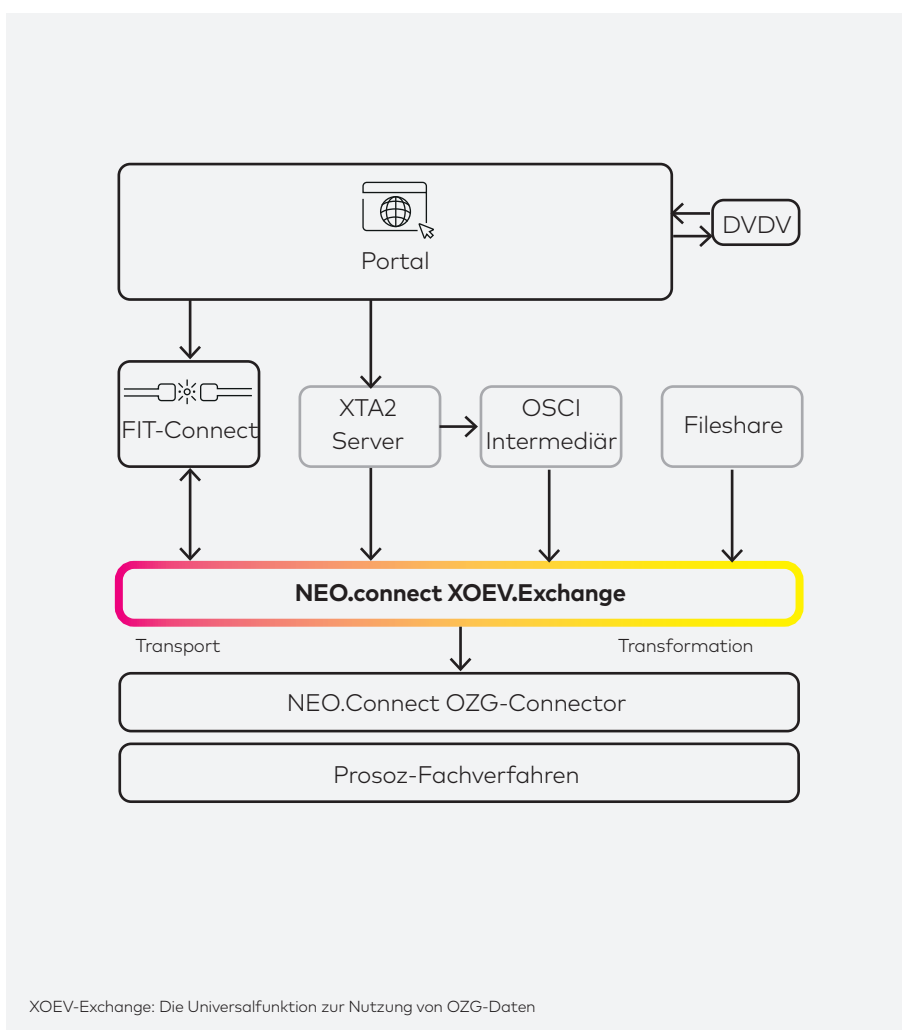 Portal
DVDV
FIT-Connect
XTA2
Server
OSCI
Intermediär
Fileshare
NEO.connect XOEV.Exchange
Transport
Transformation
NEO.Connect OZG-Connector
Prosoz-Fachverfahren
XOEV-Exchange: Die Universalfunktion zur Nutzung von OZG-Daten